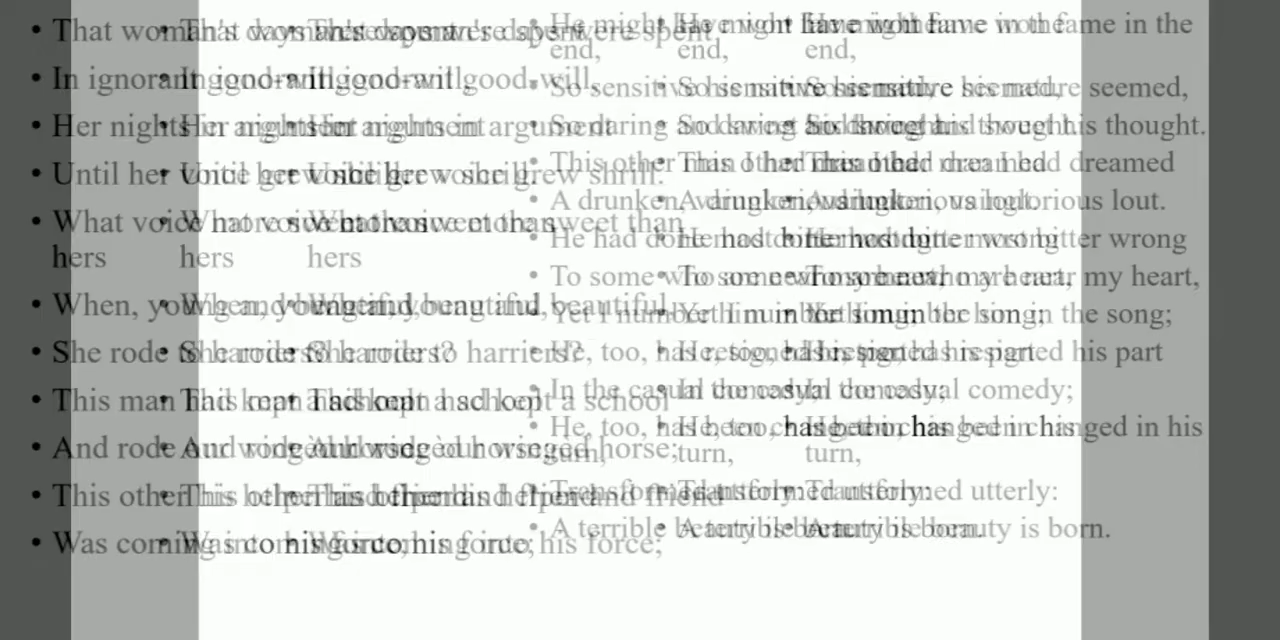 • That woman's days were spent
• In ignorant good-will,
• Her nights in argument
• Until her voice grew shrill.
• What voice more sweet than
hers
• When, young and beautiful,
• She rode to harriers?
• This man had kept a school
• And rode our wingèd horse;
• This other his helper and friend
• Was coming into his force;
• He might have won fame in the
end,
• So sensitive his nature seemed,
• So daring and sweet his thought.
• This other man I had dreamed
• A drunken, vainglorious lout.
• He had done most bitter wrong
• To some who are near my heart,
• Yet I number him in the song;
• He, too, has resigned his part
• In the casual comedy;
• He, too, has been changed in his
turn,
• Transformed utterly:
• A terrible beauty is born.